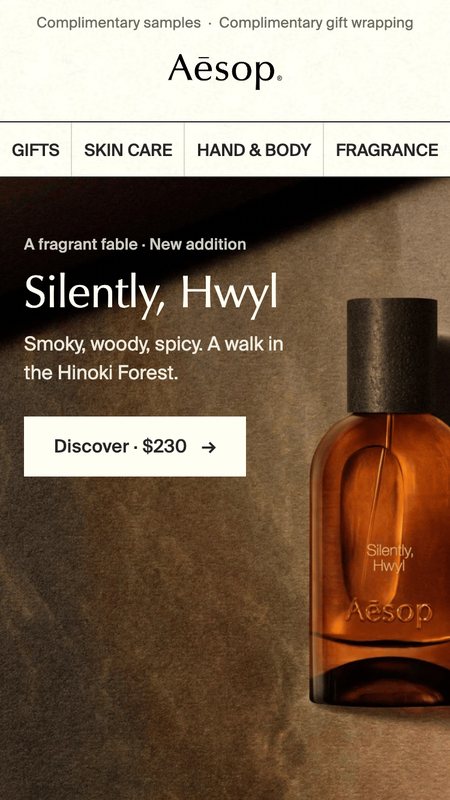 Complimentary samples · Complimentary gift wrapping
Aēsop®
GIFTS SKIN CARE HAND & BODY FRAGRANCE
A fragrant fable · New addition
Silently, Hwyl
Smoky, woody, spicy. A walk in
the Hinoki Forest.
Discover · $230 →
Silently,
Hwyl
Aēsop